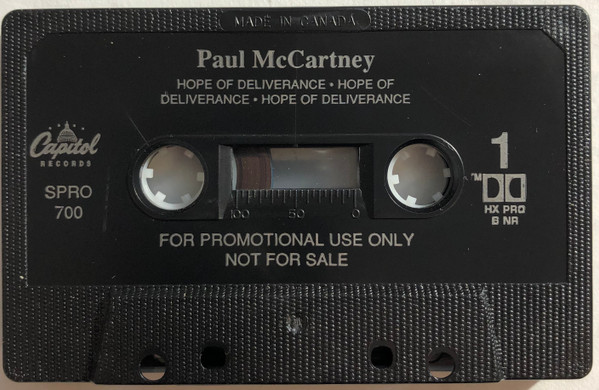 MADE IN CANADA
Paul McCartney
HOPE OF DELIVERANCE • HOPE OF
DELIVERANCE • HOPE OF DELIVERANCE
Capitol
RECORDS
SPRO
700
1
TM
HX PRO
B NR
100 50 0
FOR PROMOTIONAL USE ONLY
NOT FOR SALE